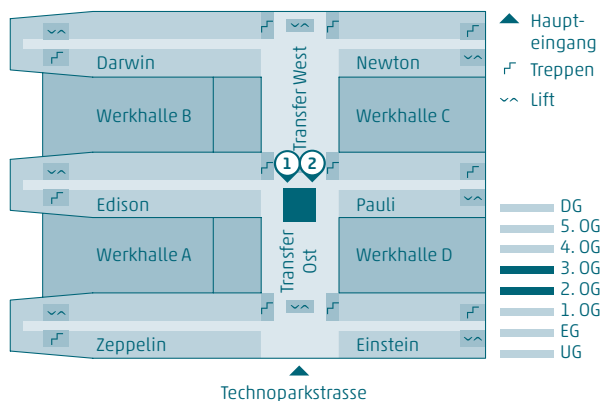 Darwin
Newton
Transfer West
Werkhalle B
Werkhalle C
1 2
Edison
Pauli
Transfer
Ost
Werkhalle A
Werkhalle D
Zeppelin
Einstein
Technoparkstrasse
Haupt-
eingang
Treppen
Lift
DG
5. OG
4. OG
3. OG
2. OG
1. OG
EG
UG